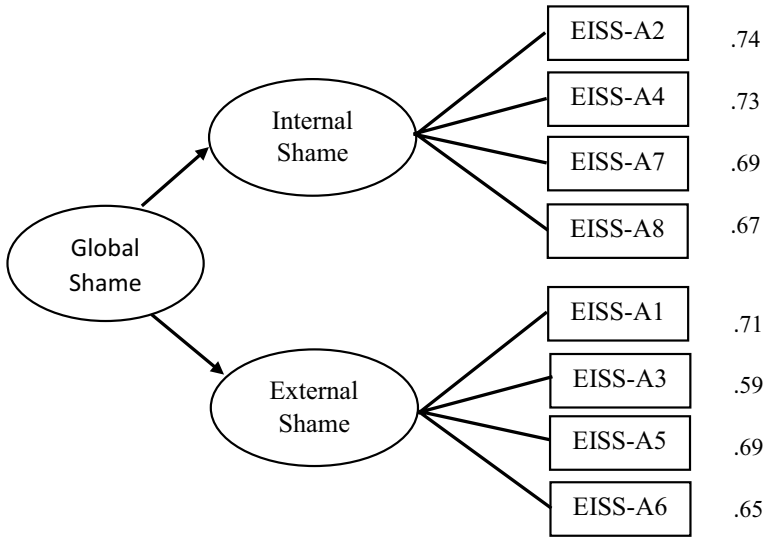 EISS-A2 .74
EISS-A4 .73
Internal
Shame
EISS-A7 .69
EISS-A8 .67
Global
Shame
EISS-A1 .71
EISS-A3 .59
External
Shame
EISS-A5 .69
EISS-A6 .65